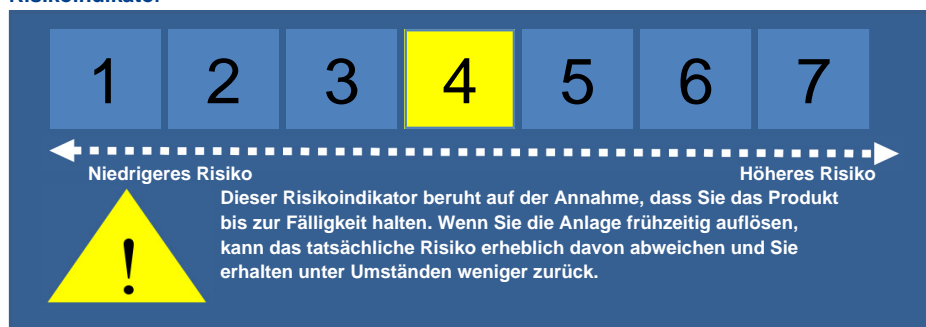 Risikoindikator
1 2 3 4 5 6 7
Niedrigeres Risiko Höheres Risiko
Dieser Risikoindikator beruht auf der Annahme, dass Sie das Produkt
bis zur Fälligkeit halten. Wenn Sie die Anlage frühzeitig auflösen,
kann das tatsächliche Risiko erheblich davon abweichen und Sie
erhalten unter Umständen weniger zurück.
!